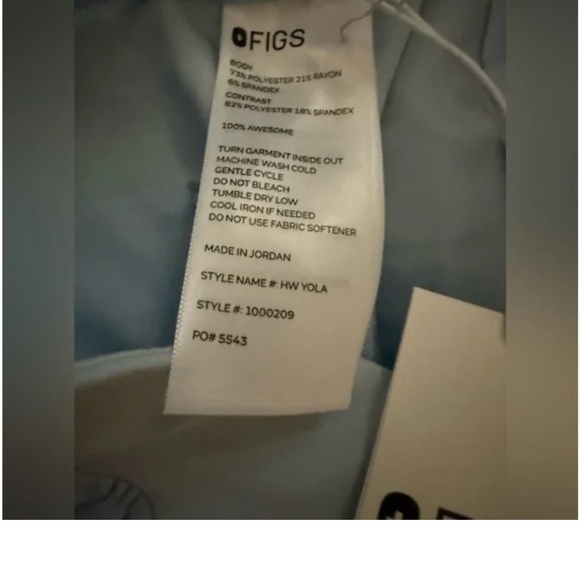 FIGS
BODY
73% POLYESTER 21% RAYON
6% SPANDEX
CONTRAST
82% POLYESTER 18% SPANDEX
100% AWESOME
TURN GARMENT INSIDE OUT
MACHINE WASH COLD
GENTLE CYCLE
DO NOT BLEACH
TUMBLE DRY LOW
COOL IRON IF NEEDED
DO NOT USE FABRIC SOFTENER
MADE IN JORDAN
STYLE NAME #: HW YOLA
STYLE #: 1000209
PO# 5543